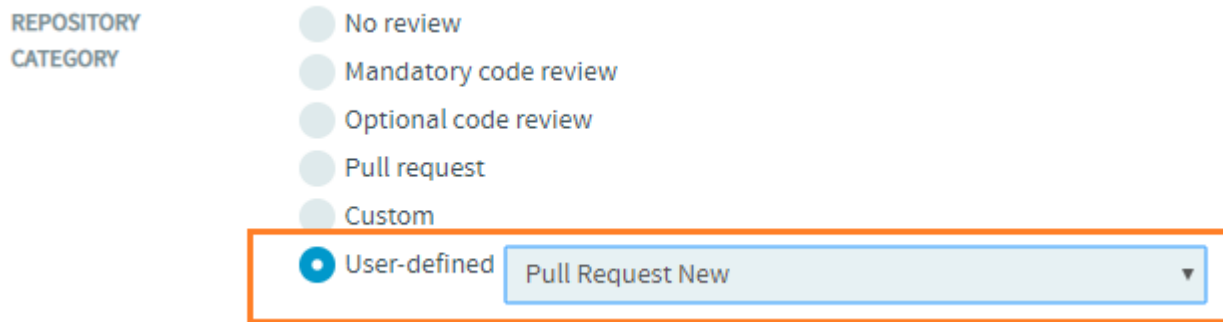 REPOSITORY
CATEGORY
No review
Mandatory code review
Optional code review
Pull request
Custom
User-defined Pull Request New